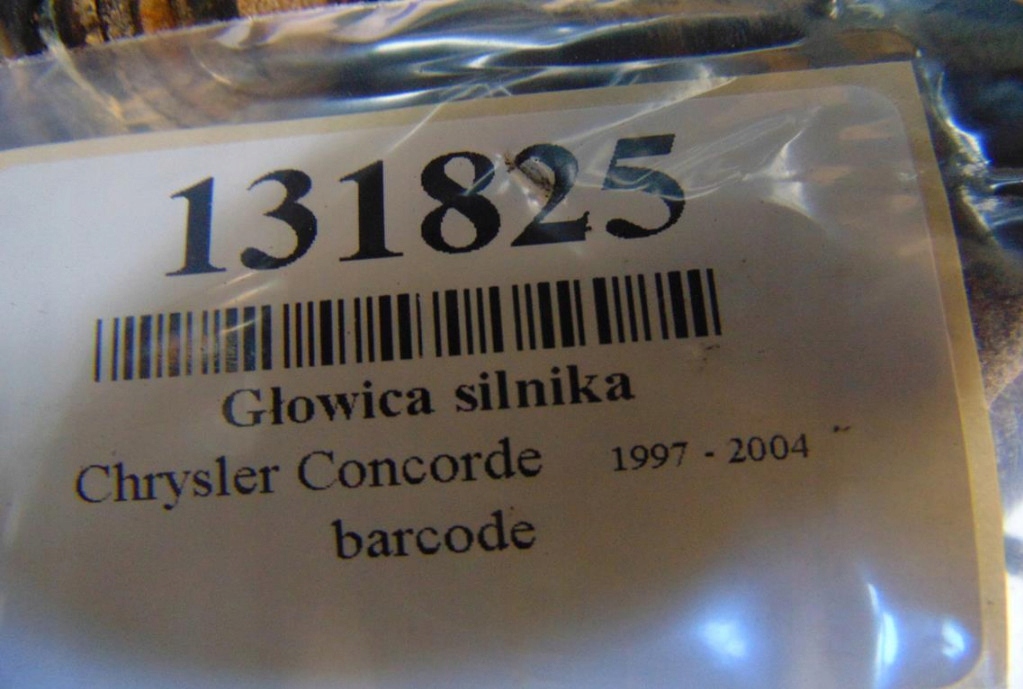 131825
Głowica silnika
Chrysler Concorde 1997 - 2004
barcode